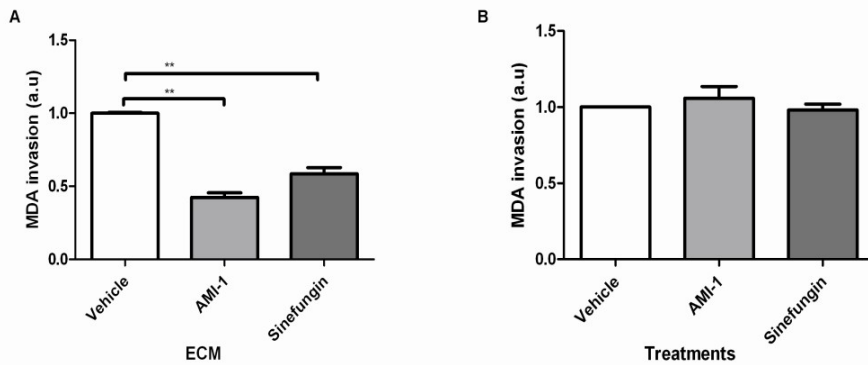 A
MDA invasion (a.u)
1.5
1.0
0.5
0.0
**
**
Vehicle
AMI-1
Sinefungin
ECM
B
MDA invasion (a.u)
1.5
1.0
0.5
0.0
Vehicle
AMI-1
Sinefungin
Treatments